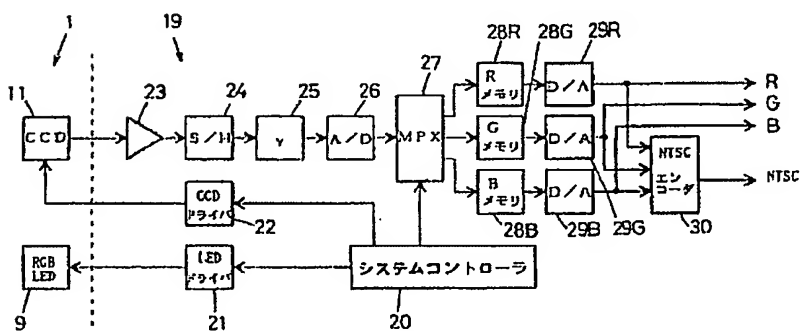 1
19
11
23
24
25
26
27
28R
28G
29R
CCD
S/H
γ
A/D
MPX
R
メモリ
D/A
R
G
メモリ
D/A
G
B
メモリ
D/A
B
NTSC
エン
コーダ
NTSC
28B
29B
29G
30
CCD
ドライバ
22
RGB
LED
LED
ドライバ
システムコントローラ
9
21
20